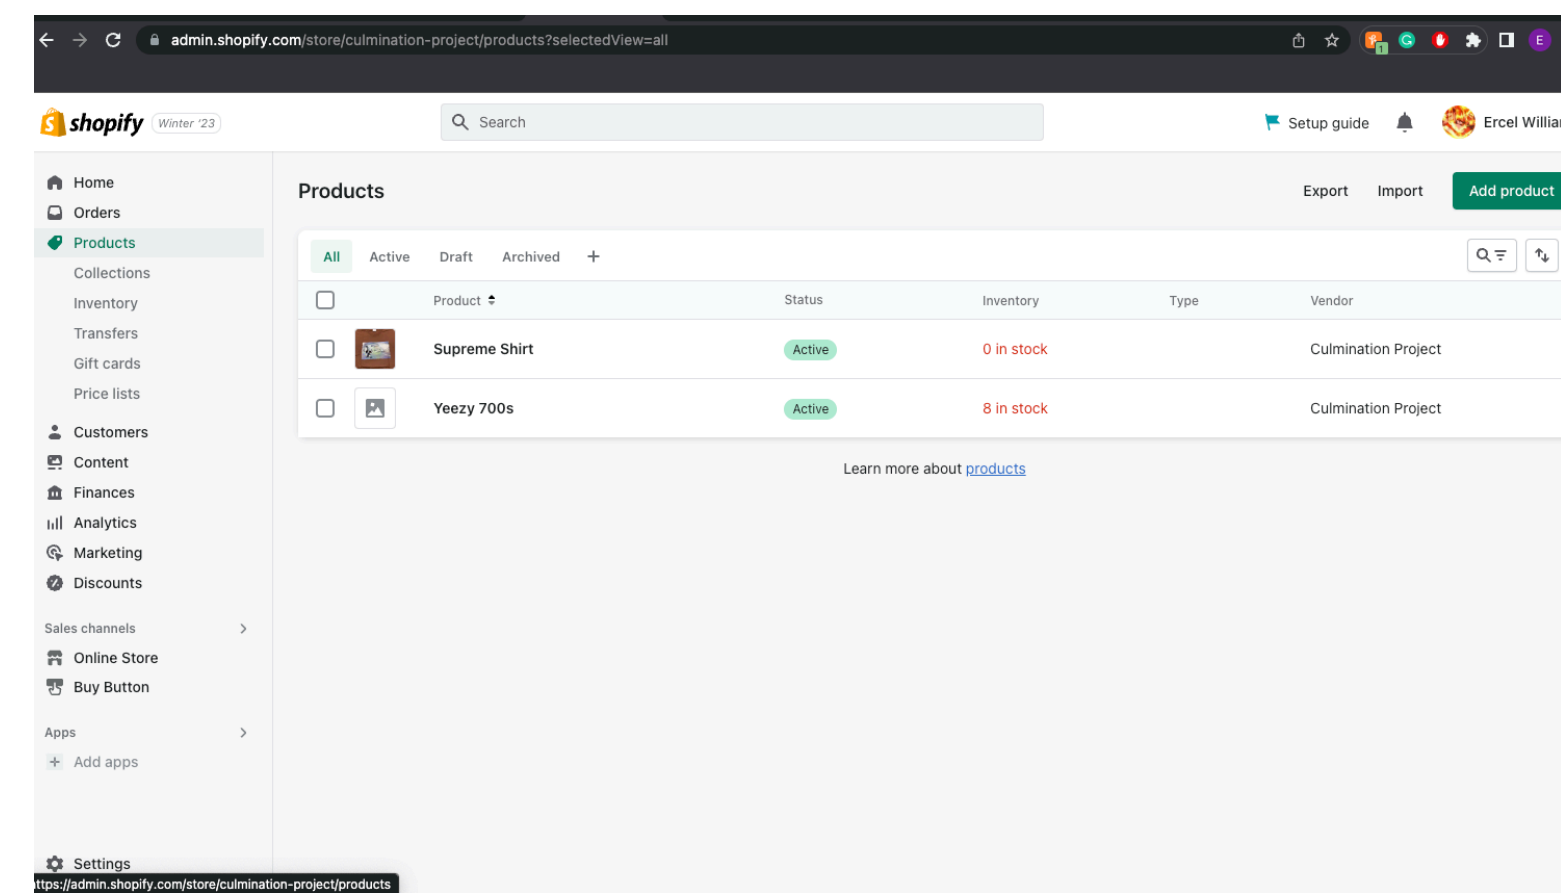 admin.shopify.com/store/culmination-project/products?selectedView=all
1
E
shopify
Winter '23
Search
Setup guide
Ercel Willia
Home
Orders
Products
Collections
Inventory
Transfers
Gift cards
Price lists
Customers
Content
Finances
Analytics
Marketing
Discounts
Sales channels
Online Store
Buy Button
Apps
Add apps
Settings
ttps://admin.shopify.com/store/culmination-project/products
Products
Export Import Add product
All Active Draft Archived +
Product Status Inventory Type Vendor
Supreme Shirt Active 0 in stock Culmination Project
Yeezy 700s Active 8 in stock Culmination Project
Learn more about products